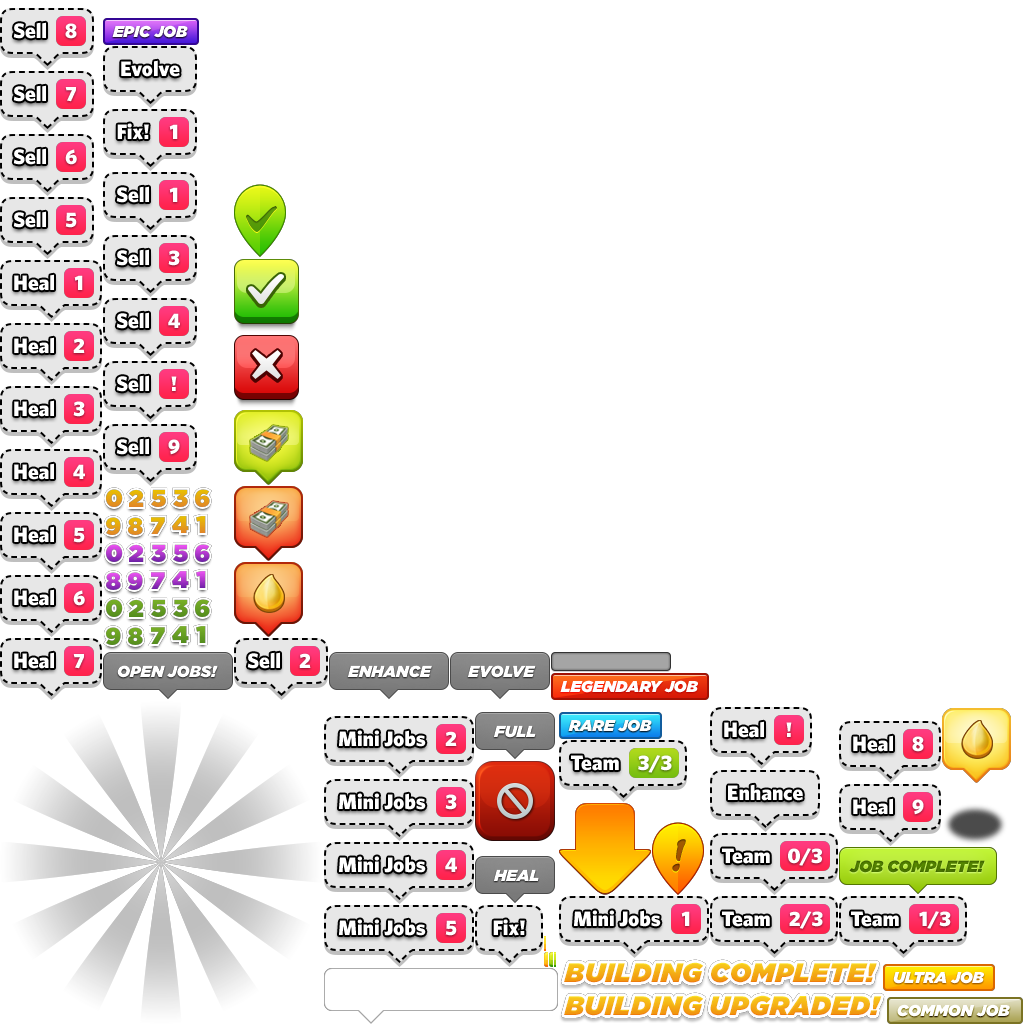 Sell 8
EPIC JOB
Evolve
Sell 7
Fix! 1
Sell 6
Sell 1
Sell 5
Sell 3
Heal 1
Sell 4
Heal 2
Sell !
Heal 3
Sell 9
Heal 4
0 2 5 3 6
9 8 7 4 1
Heal 5
0 2 3 5 6
8 9 7 4 1
Heal 6
0 2 5 3 6
9 8 7 4 1
Heal 7
OPEN JOBS!
Sell 2
ENHANCE
EVOLVE
LEGENDARY JOB
Mini Jobs 2
FULL
RARE JOB
Heal !
Team 3/3
Heal 8
Mini Jobs 3
Enhance
Heal 9
Mini Jobs 4
HEAL
!
Team 0/3
JOB COMPLETE!
Mini Jobs 5
Fix!
Mini Jobs 1
Team 2/3
Team 1/3
BUILDING COMPLETE!
ULTRA JOB
BUILDING UPGRADED!
COMMON JOB